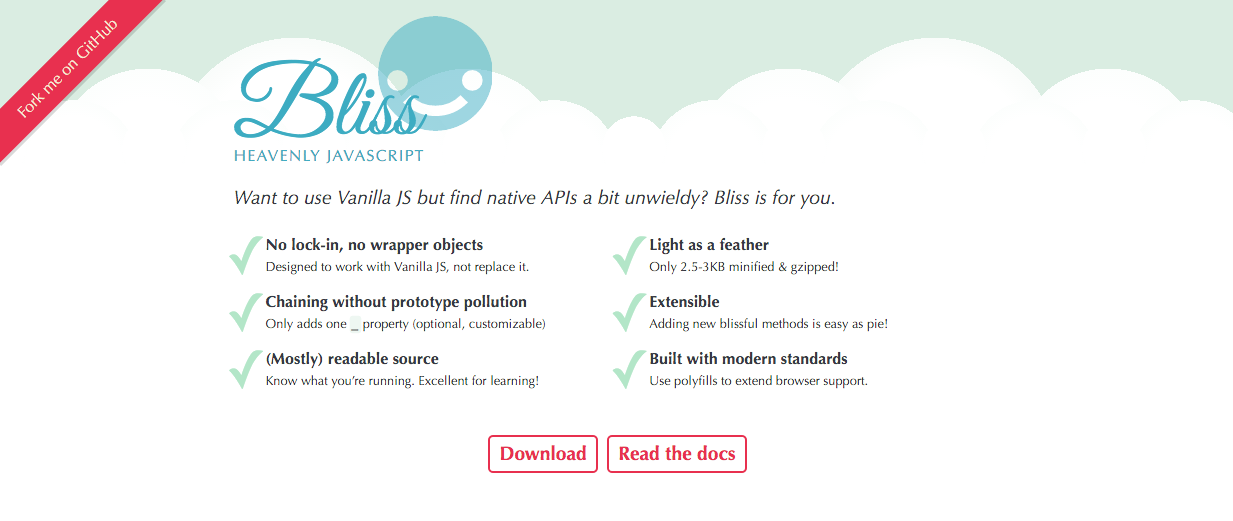 Fork me on GitHub
Bliss
HEAVENLY JAVASCRIPT
Want to use Vanilla JS but find native APIs a bit unwieldy? Bliss is for you.
No lock-in, no wrapper objects
Designed to work with Vanilla JS, not replace it.
Chaining without prototype pollution
Only adds one _ property (optional, customizable)
(Mostly) readable source
Know what you’re running. Excellent for learning!
Light as a feather
Only 2.5-3KB minified & gzipped!
Extensible
Adding new blissful methods is easy as pie!
Built with modern standards
Use polyfills to extend browser support.
Download
Read the docs